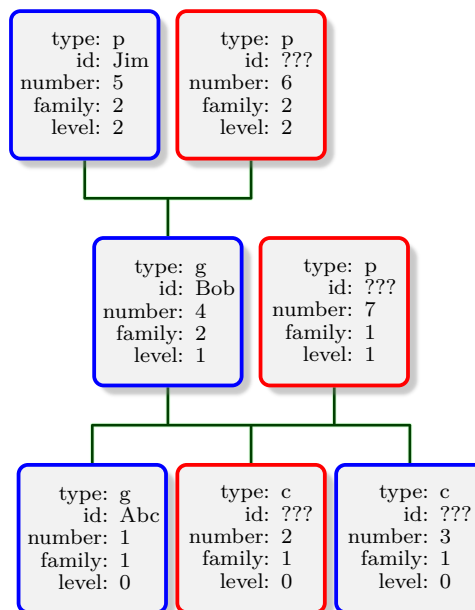 type: p
id: Jim
number: 5
family: 2
level: 2
type: p
id: ???
number: 6
family: 2
level: 2
type: g
id: Bob
number: 4
family: 2
level: 1
type: p
id: ???
number: 7
family: 1
level: 1
type: g
id: Abc
number: 1
family: 1
level: 0
type: c
id: ???
number: 2
family: 1
level: 0
type: c
id: ???
number: 3
family: 1
level: 0